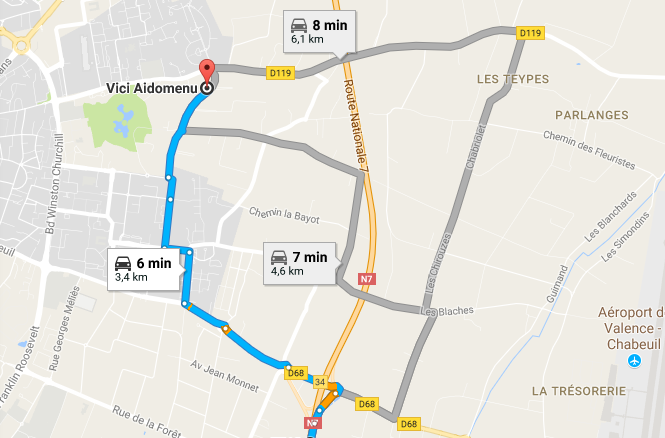 8 min
6,1 km
D119
D119
LES TEYPES
Vici Aidomenu
Route Nationale 7
PARLANGES
Chemin des Fleuristes
Chabriolet
Bd Winston Churchill
Les Blanchards
Les Simondins
Chemin la Bayot
6 min
3,4 km
7 min
4,6 km
N7
Les Chirouzes
Guimand
Les Blaches
Rue Georges Méliès
Franklin Roosevelt
Aéroport de
Valence -
Chabeuil
Av Jean Monnet
D68
34
LA TRÉSORERIE
D68
D68
N7
Rue de la Forêt